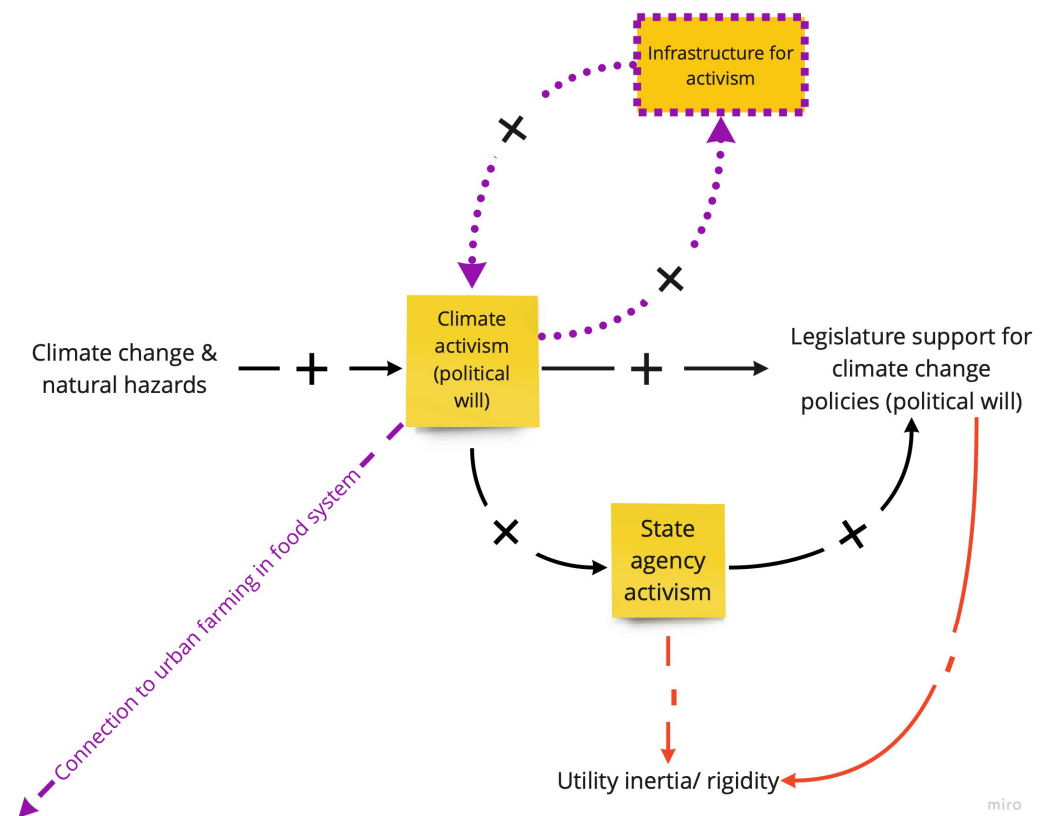 Infrastructure for
activism
Climate
activism
(political
will)
Climate change &
natural hazards
Legislature support for
climate change
policies (political will)
Connection to urban farming in food system
State
agency
activism
Utility inertia/ rigidity
miro